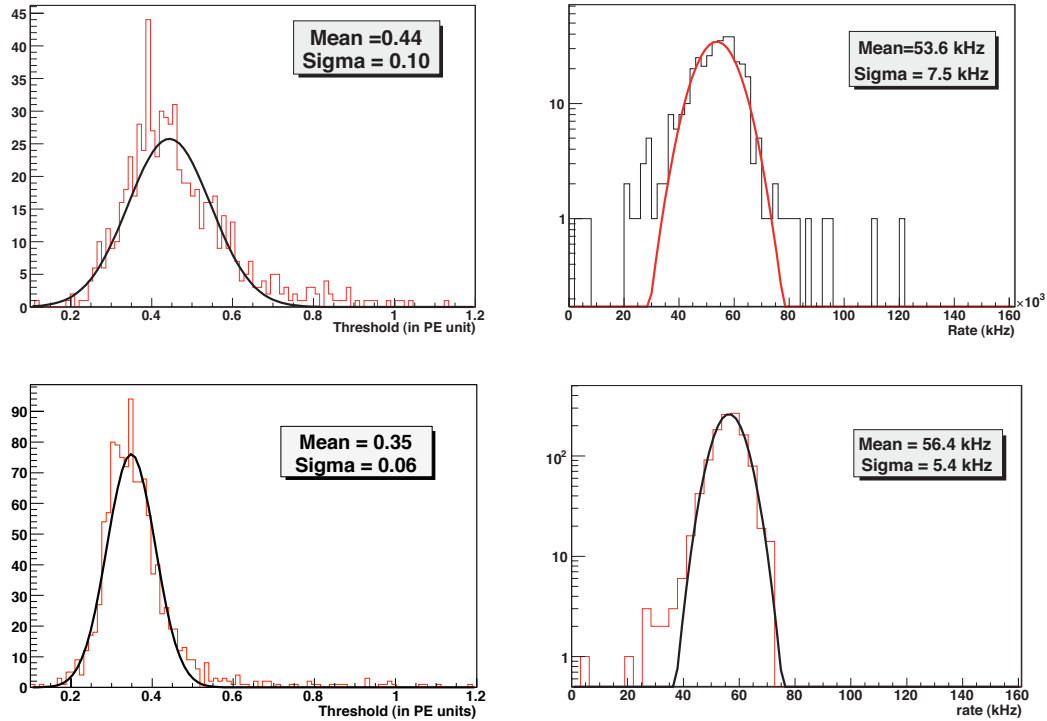 45
40
35
30
25
20
15
10
5
0
Mean =0.44
Sigma = 0.10
0.2 0.4 0.6 0.8 1 1.2
Threshold (in PE unit)
10
1
Mean=53.6 kHz
Sigma = 7.5 kHz
0 20 40 60 80 100 120 140 160
×10³
Rate (kHz)
90
80
70
60
50
40
30
20
10
0
Mean = 0.35
Sigma = 0.06
0.2 0.4 0.6 0.8 1 1.2
Threshold (in PE units)
10²
10
1
Mean = 56.4 kHz
Sigma = 5.4 kHz
0 20 40 60 80 100 120 140 160
rate (kHz)